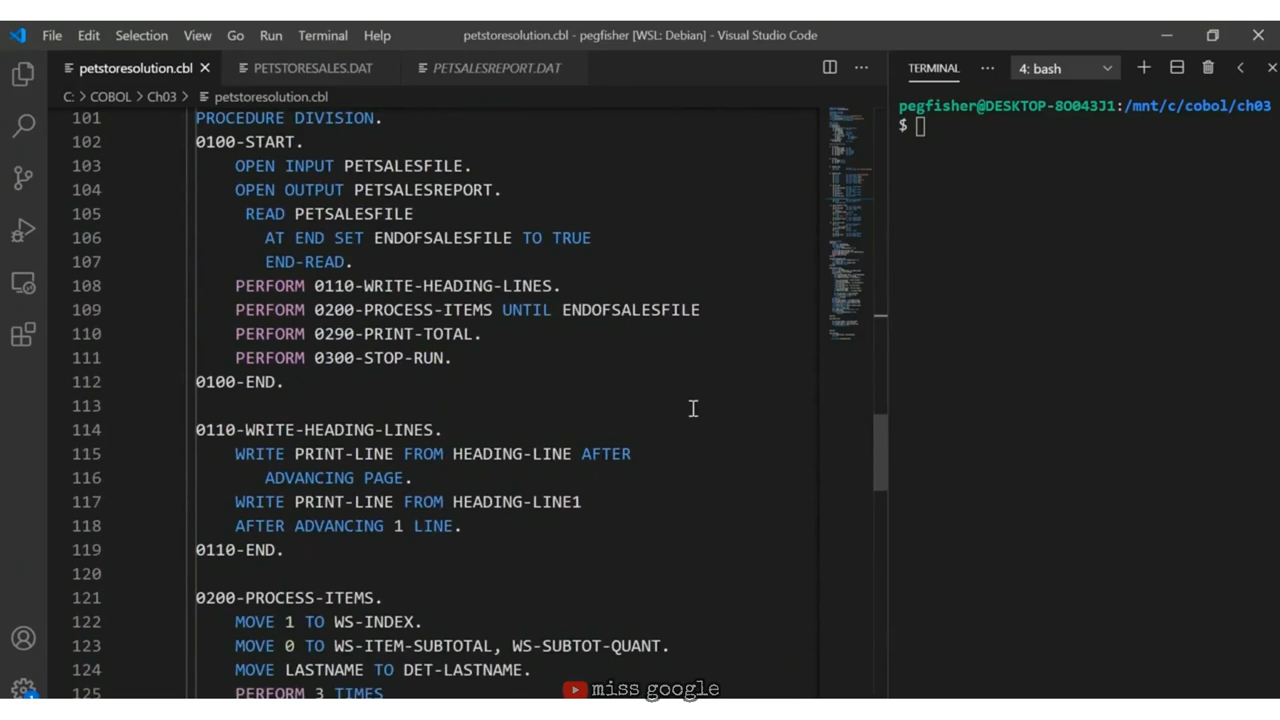 File Edit Selection View Go Run Terminal Help petstoresolution.cbl - pegfisher [WSL: Debian] - Visual Studio Code
petstoresolution.cbl PETSTORESALES.DAT PETSALESREPORT.DAT
C: > COBOL > Ch03 > petstoresolution.cbl
101 PROCEDURE DIVISION.
102 0100-START.
103 OPEN INPUT PETSALESFILE.
104 OPEN OUTPUT PETSALESREPORT.
105 READ PETSALESFILE
106 AT END SET ENDOFSALESFILE TO TRUE
107 END-READ.
108 PERFORM 0110-WRITE-HEADING-LINES.
109 PERFORM 0200-PROCESS-ITEMS UNTIL ENDOFSALESFILE
110 PERFORM 0290-PRINT-TOTAL.
111 PERFORM 0300-STOP-RUN.
112 0100-END.
113
114 0110-WRITE-HEADING-LINES.
115 WRITE PRINT-LINE FROM HEADING-LINE AFTER
116 ADVANCING PAGE.
117 WRITE PRINT-LINE FROM HEADING-LINE1
118 AFTER ADVANCING 1 LINE.
119 0110-END.
120
121 0200-PROCESS-ITEMS.
122 MOVE 1 TO WS-INDEX.
123 MOVE 0 TO WS-ITEM-SUBTOTAL, WS-SUBTOT-QUANT.
124 MOVE LASTNAME TO DET-LASTNAME.
125 PERFORM 3 TIMES
TERMINAL 4: bash
pegfisher@DESKTOP-8O043J1:/mnt/c/cobol/ch03
$
miss google